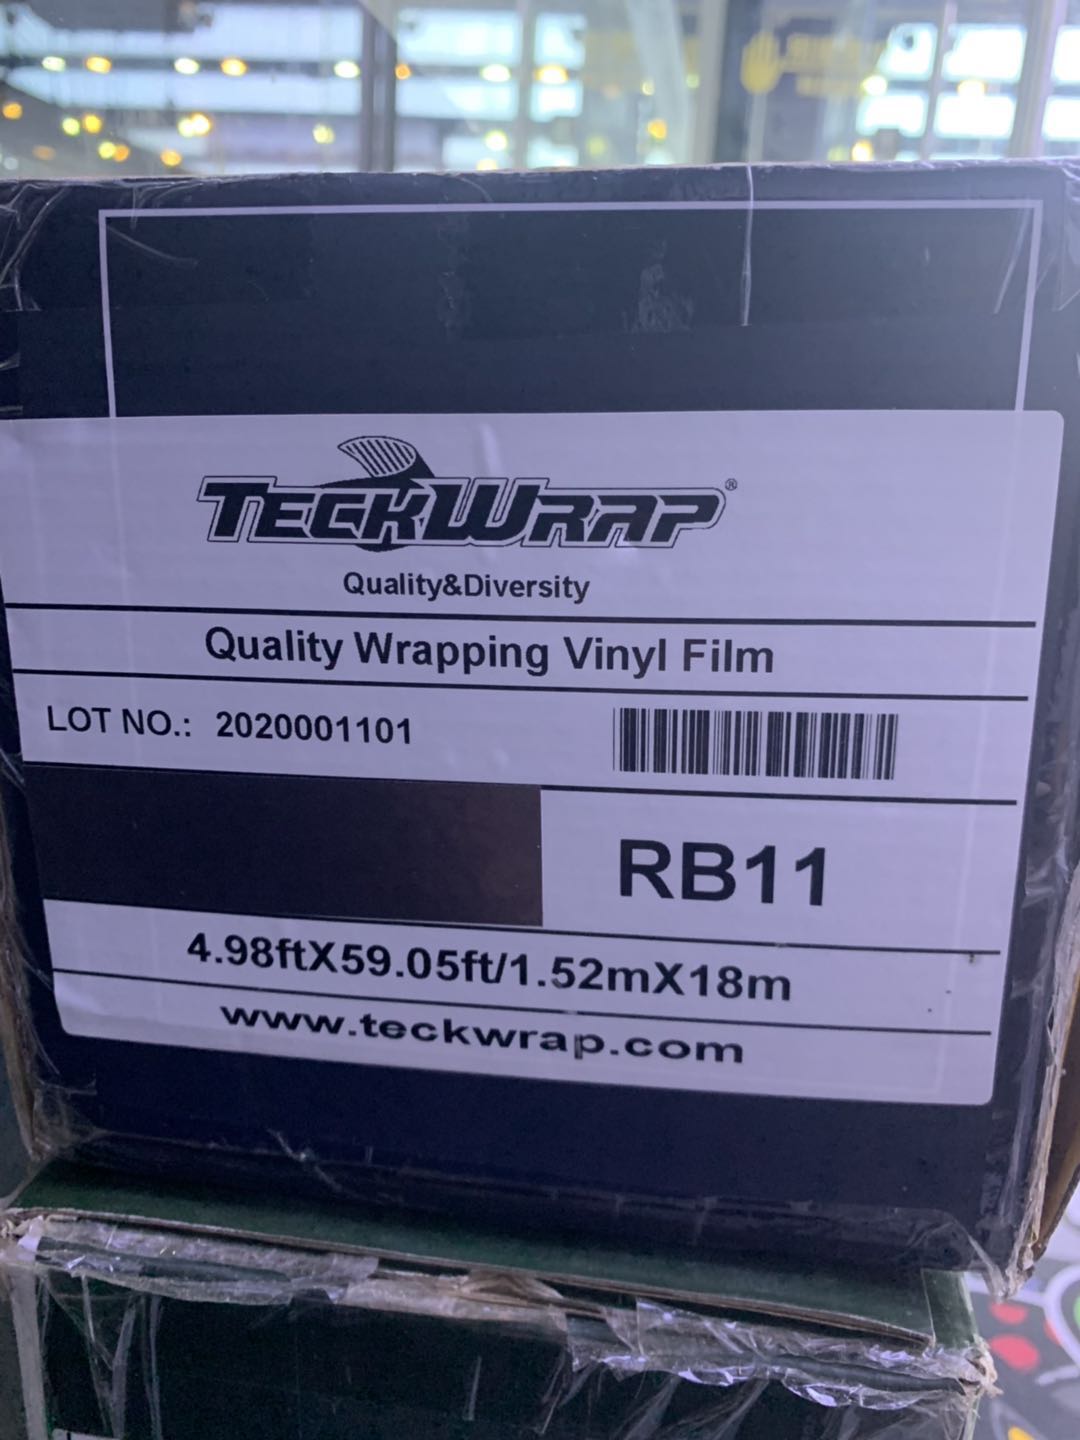 TECKWRAP®
Quality&Diversity
Quality Wrapping Vinyl Film
LOT NO.: 2020001101
RB11
4.98ftX59.05ft/1.52mX18m
www.teckwrap.com